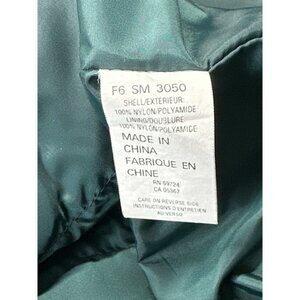 F6 SM 3050
SHELL/EXTERIEUR:
100% NYLON/POLYAMIDE
LINING/DOUBLURE
100% NYLON/POLYAMIDE
MADE IN
CHINA
FABRIQUE EN
CHINE
RN 69724
CA 05367
CARE ON REVERSE SIDE
INSTRUCTIONS D'ENTRETIEN
AU VERSO